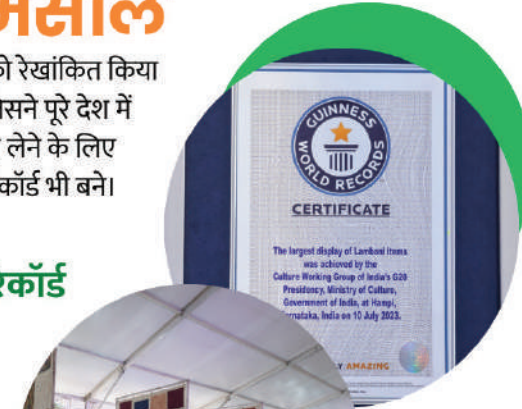 मिसाल
को रेखांकित किया
जिसने पूरे देश में
लेने के लिए
रिकॉर्ड भी बने।
रिकॉर्ड
GUINNESS
WORLD RECORDS
CERTIFICATE
The largest display of Lambani items
was achieved by the
Culture Working Group of India's G20
Presidency, Ministry of Culture,
Government of India, at Hampi,
Karnataka, India on 10 July 2023.
AMAZING